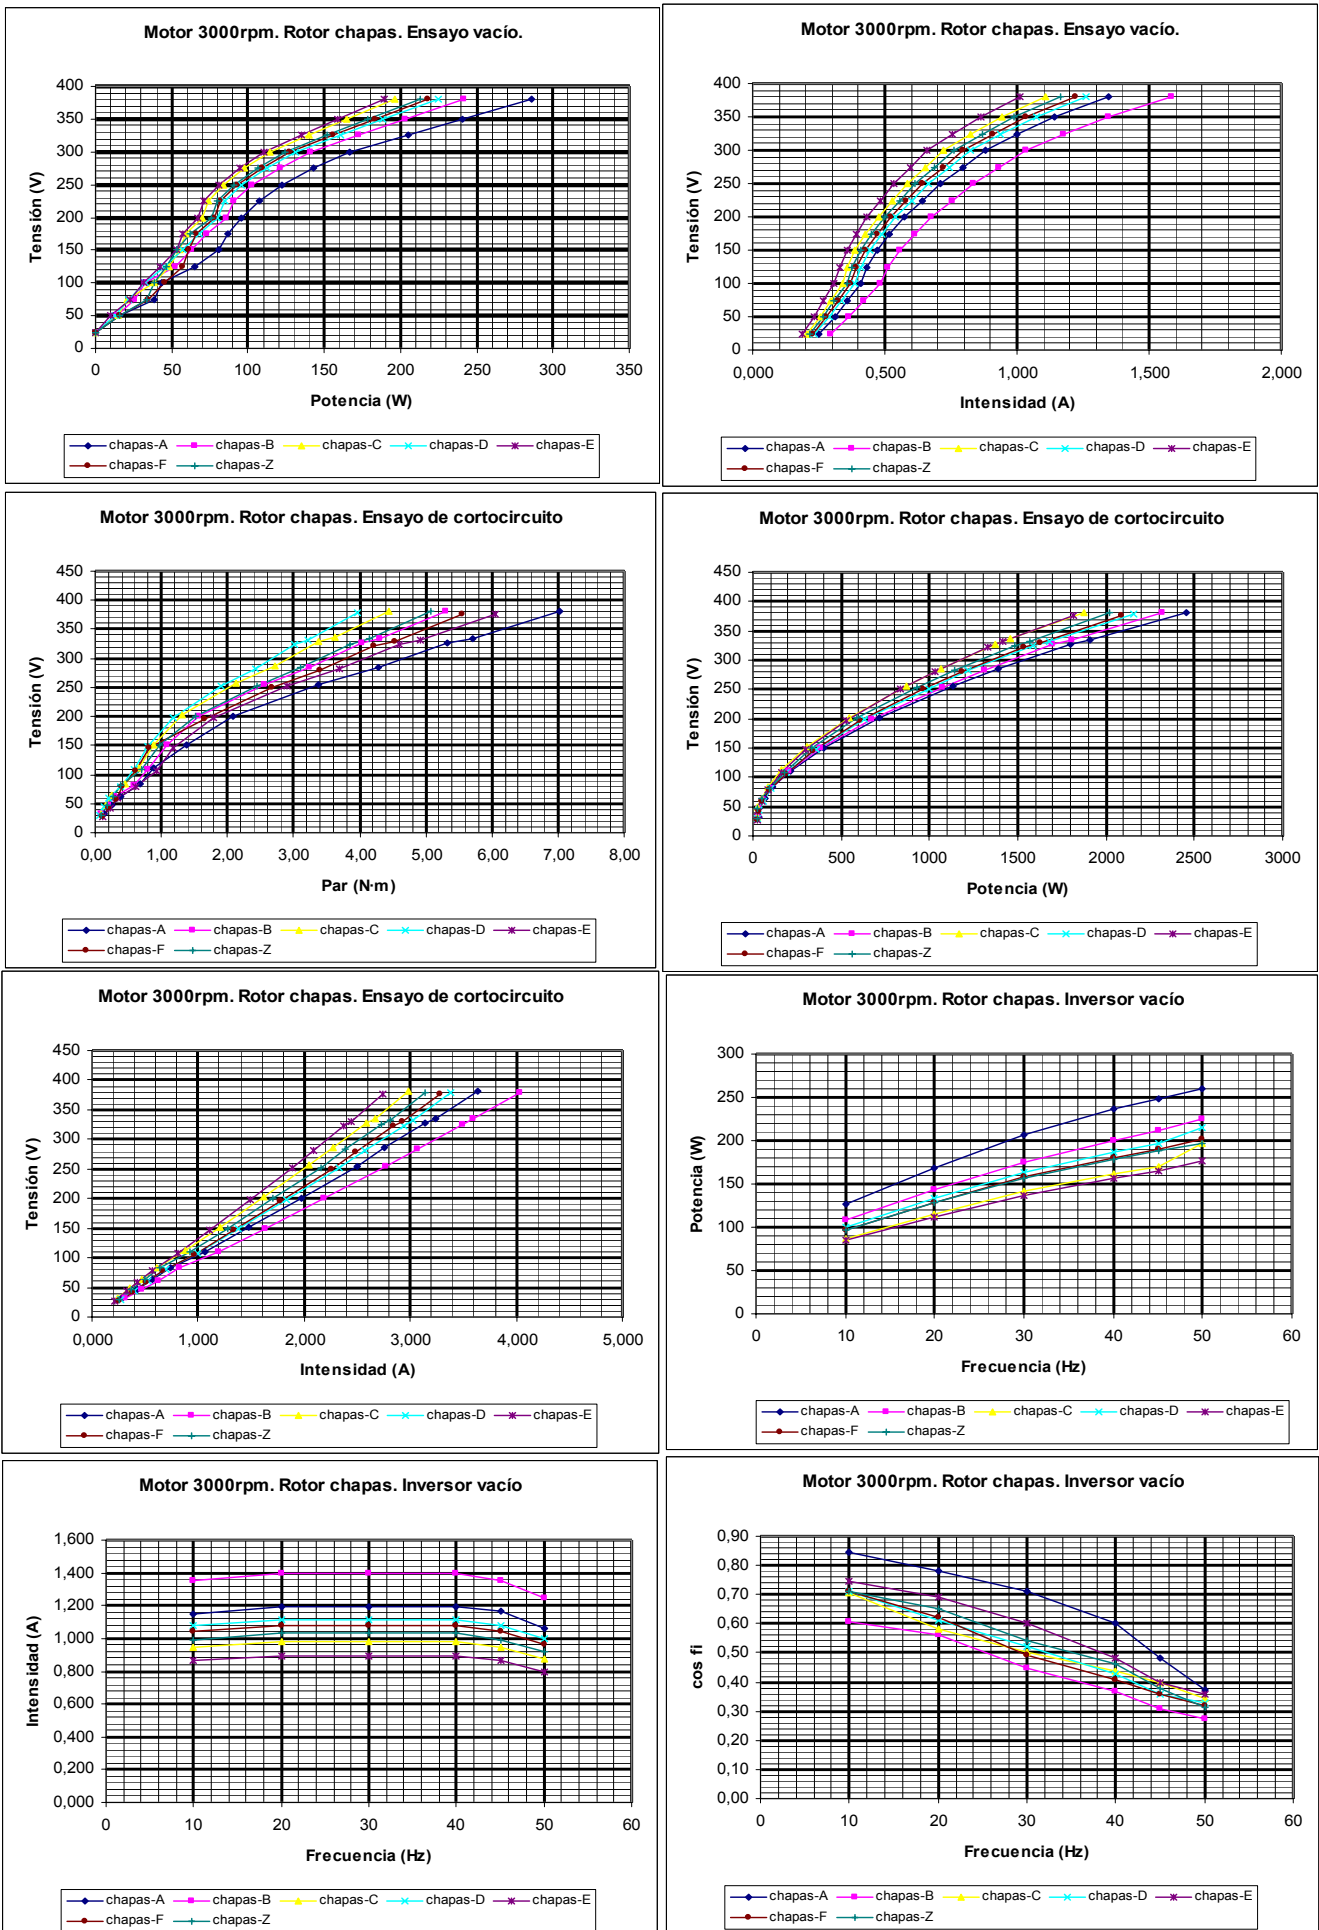 Motor 3000rpm. Rotor chapas. Ensayo vacío.
400
350
300
250
200
150
100
50
0
Tensión (V)
0 50 100 150 200 250 300 350
Potencia (W)
chapas-A chapas-B chapas-C chapas-D chapas-E
chapas-F chapas-Z
Motor 3000rpm. Rotor chapas. Ensayo vacío.
400
350
300
250
200
150
100
50
0
Tensión (V)
0,000 0,500 1,000 1,500 2,000
Intensidad (A)
chapas-A chapas-B chapas-C chapas-D chapas-E
chapas-F chapas-Z
Motor 3000rpm. Rotor chapas. Ensayo de cortocircuito
450
400
350
300
250
200
150
100
50
0
Tensión (V)
0,00 1,00 2,00 3,00 4,00 5,00 6,00 7,00 8,00
Par (N·m)
chapas-A chapas-B chapas-C chapas-D chapas-E
chapas-F chapas-Z
Motor 3000rpm. Rotor chapas. Ensayo de cortocircuito
450
400
350
300
250
200
150
100
50
0
Tensión (V)
0 500 1000 1500 2000 2500 3000
Potencia (W)
chapas-A chapas-B chapas-C chapas-D chapas-E
chapas-F chapas-Z
Motor 3000rpm. Rotor chapas. Ensayo de cortocircuito
450
400
350
300
250
200
150
100
50
0
Tensión (V)
0,000 1,000 2,000 3,000 4,000 5,000
Intensidad (A)
chapas-A chapas-B chapas-C chapas-D chapas-E
chapas-F chapas-Z
Motor 3000rpm. Rotor chapas. Inversor vacío
300
250
200
150
100
50
0
Potencia (W)
0 10 20 30 40 50 60
Frecuencia (Hz)
chapas-A chapas-B chapas-C chapas-D chapas-E
chapas-F chapas-Z
Motor 3000rpm. Rotor chapas. Inversor vacío
1,600
1,400
1,200
1,000
0,800
0,600
0,400
0,200
0,000
Intensidad (A)
0 10 20 30 40 50 60
Frecuencia (Hz)
chapas-A chapas-B chapas-C chapas-D chapas-E
chapas-F chapas-Z
Motor 3000rpm. Rotor chapas. Inversor vacío
0,90
0,80
0,70
0,60
0,50
0,40
0,30
0,20
0,10
0,00
cos fi
0 10 20 30 40 50 60
Frecuencia (Hz)
chapas-A chapas-B chapas-C chapas-D chapas-E
chapas-F chapas-Z